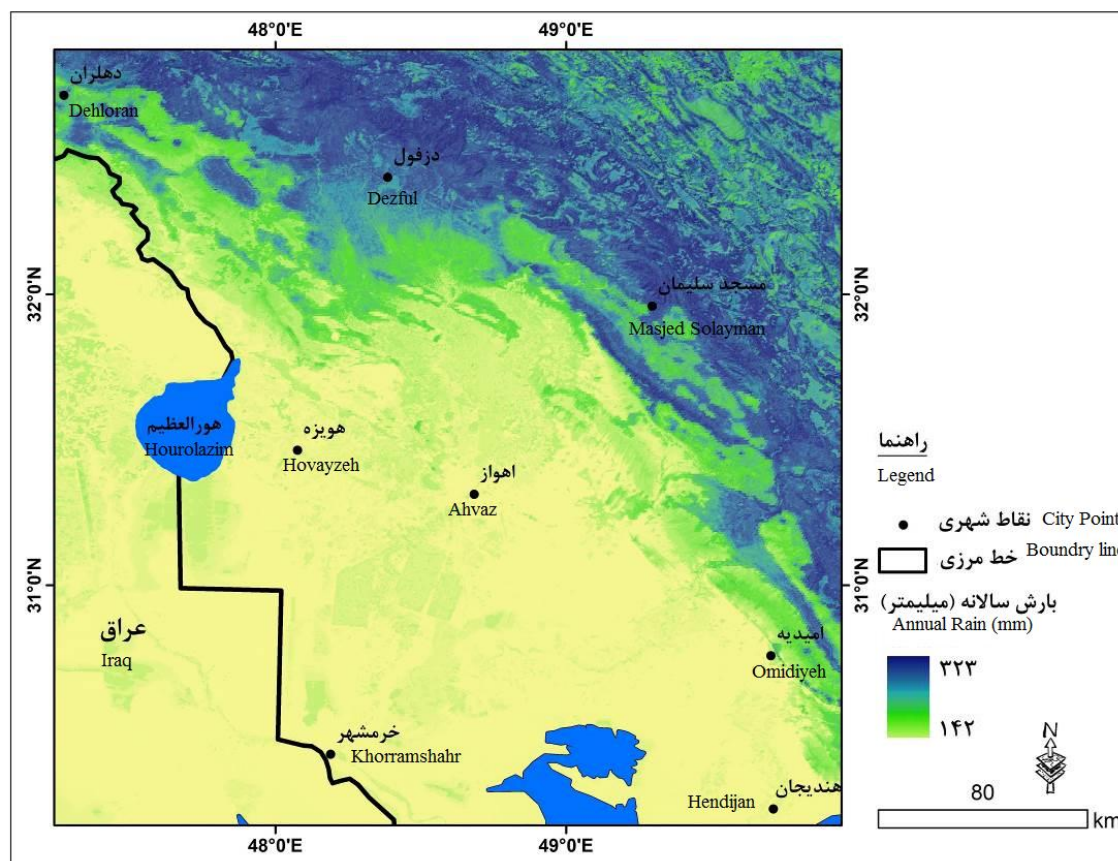 48°0'E
49°0'E
دهلران
Dehloran
دزفول
Dezful
32°0'N
32°0'N
مسجد سلیمان
Masjed Solayman
هورالعظیم
Hourolazim
هویزه
Hovayzeh
اهواز
Ahvaz
31°0'N
31°0'N
عراق
Iraq
امیدیه
Omidiyeh
خرمشهر
Khorramshahr
هندیجان
Hendijan
48°0'E
49°0'E
راهنما
Legend
نقاط شهری City Point
خط مرزی Boundry line
بارش سالانه (میلیمتر)
Annual Rain (mm)
۳۲۳
۱۴۲
N
80
km